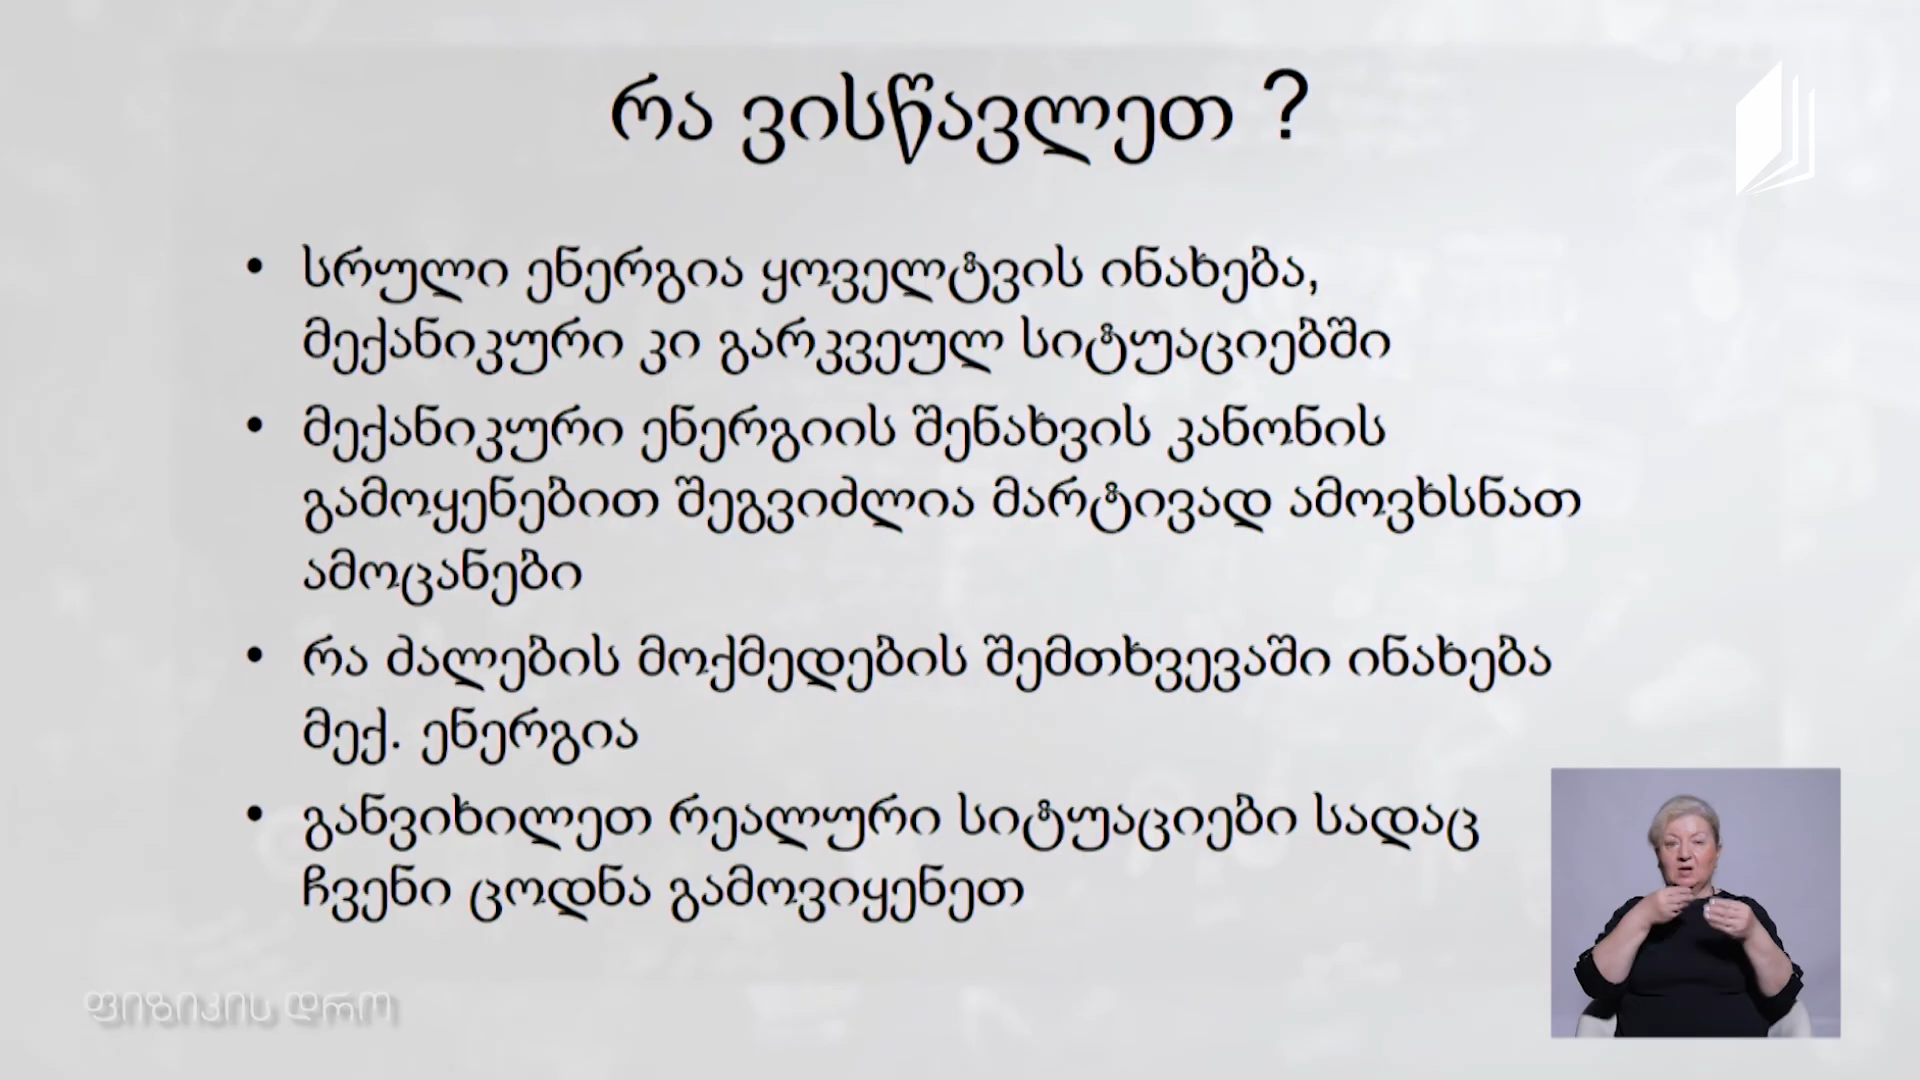 რა ვისწავლეთ ?
• სრული ენერგია ყოველტვის ინახება,
მექანიკური კი გარკვეულ სიტუაციებში
• მექანიკური ენერგიის შენახვის კანონის
გამოყენებით შეგვიძლია მარტივად ამოვხსნათ
ამოცანები
• რა ძალების მოქმედების შემთხვევაში ინახება
მექ. ენერგია
• განვიხილეთ რეალური სიტუაციები სადაც
ჩვენი ცოდნა გამოვიყენეთ
ფიზიკის დრო